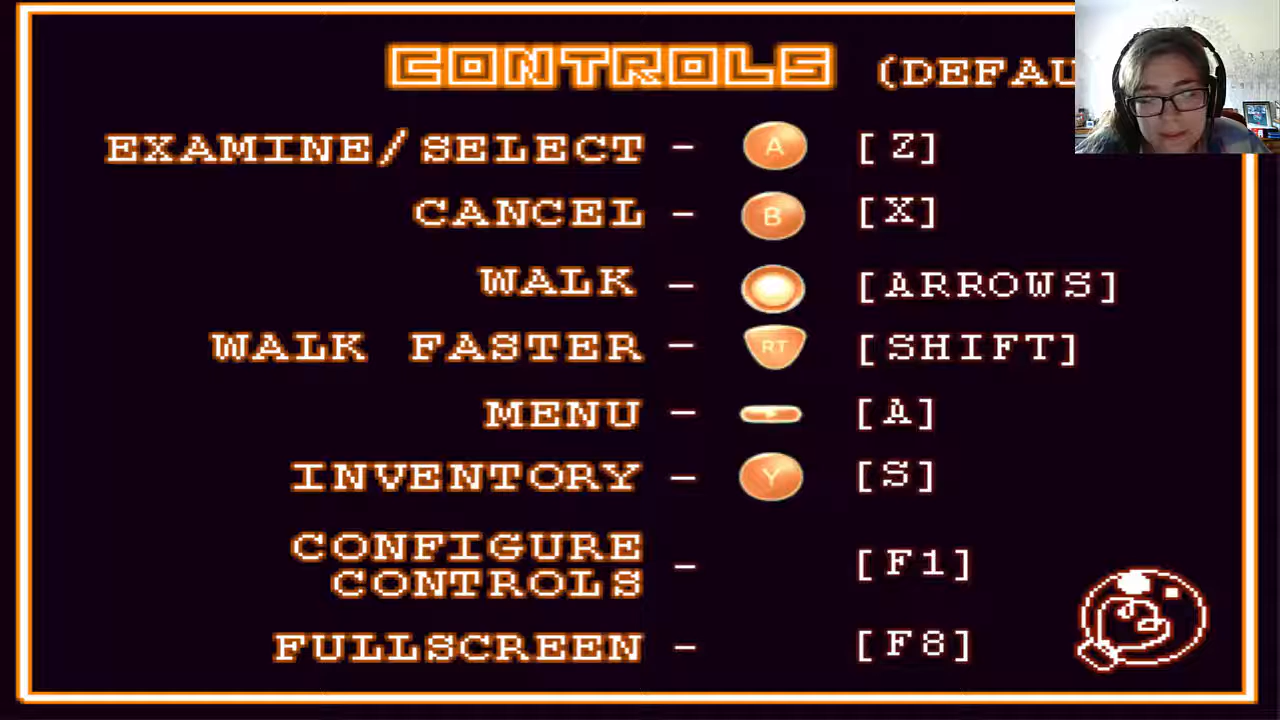 CONTROLS (DEFAU
EXAMINE/SELECT - A [Z]
CANCEL - B [X]
WALK - [ARROWS]
WALK FASTER - RT [SHIFT]
MENU - [A]
INVENTORY - Y [S]
CONFIGURE
CONTROLS - [F1]
FULLSCREEN - [F8]